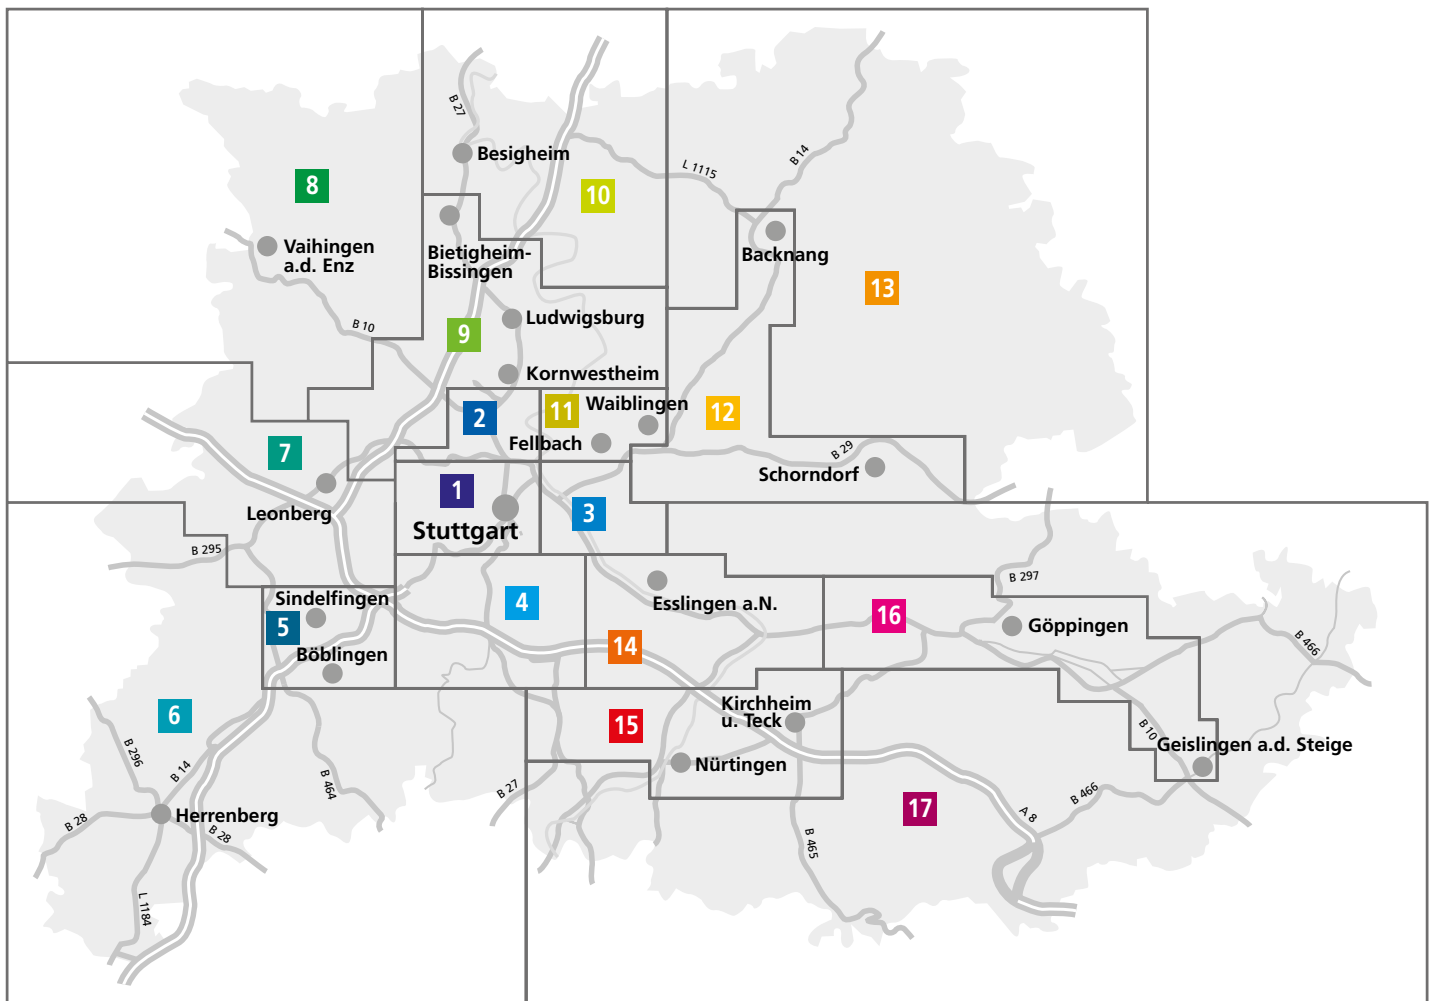 B 27
Besigheim
8
10
L 1115
B 14
Vaihingen
a.d. Enz
Bietigheim-
Bissingen
Backnang
13
B 10
9
Ludwigsburg
Kornwestheim
2
11
Waiblingen
12
Fellbach
7
B 29
Schorndorf
1
Leonberg
Stuttgart
3
B 295
B 297
Sindelfingen
4
Esslingen a.N.
16
5
Göppingen
Böblingen
14
B 466
6
Kirchheim
u. Teck
15
B 10
Geislingen a.d. Steige
B 296
B 14
B 464
B 27
Nürtingen
B 466
17
A 8
Herrenberg
B 28
B 28
B 465
L 1184